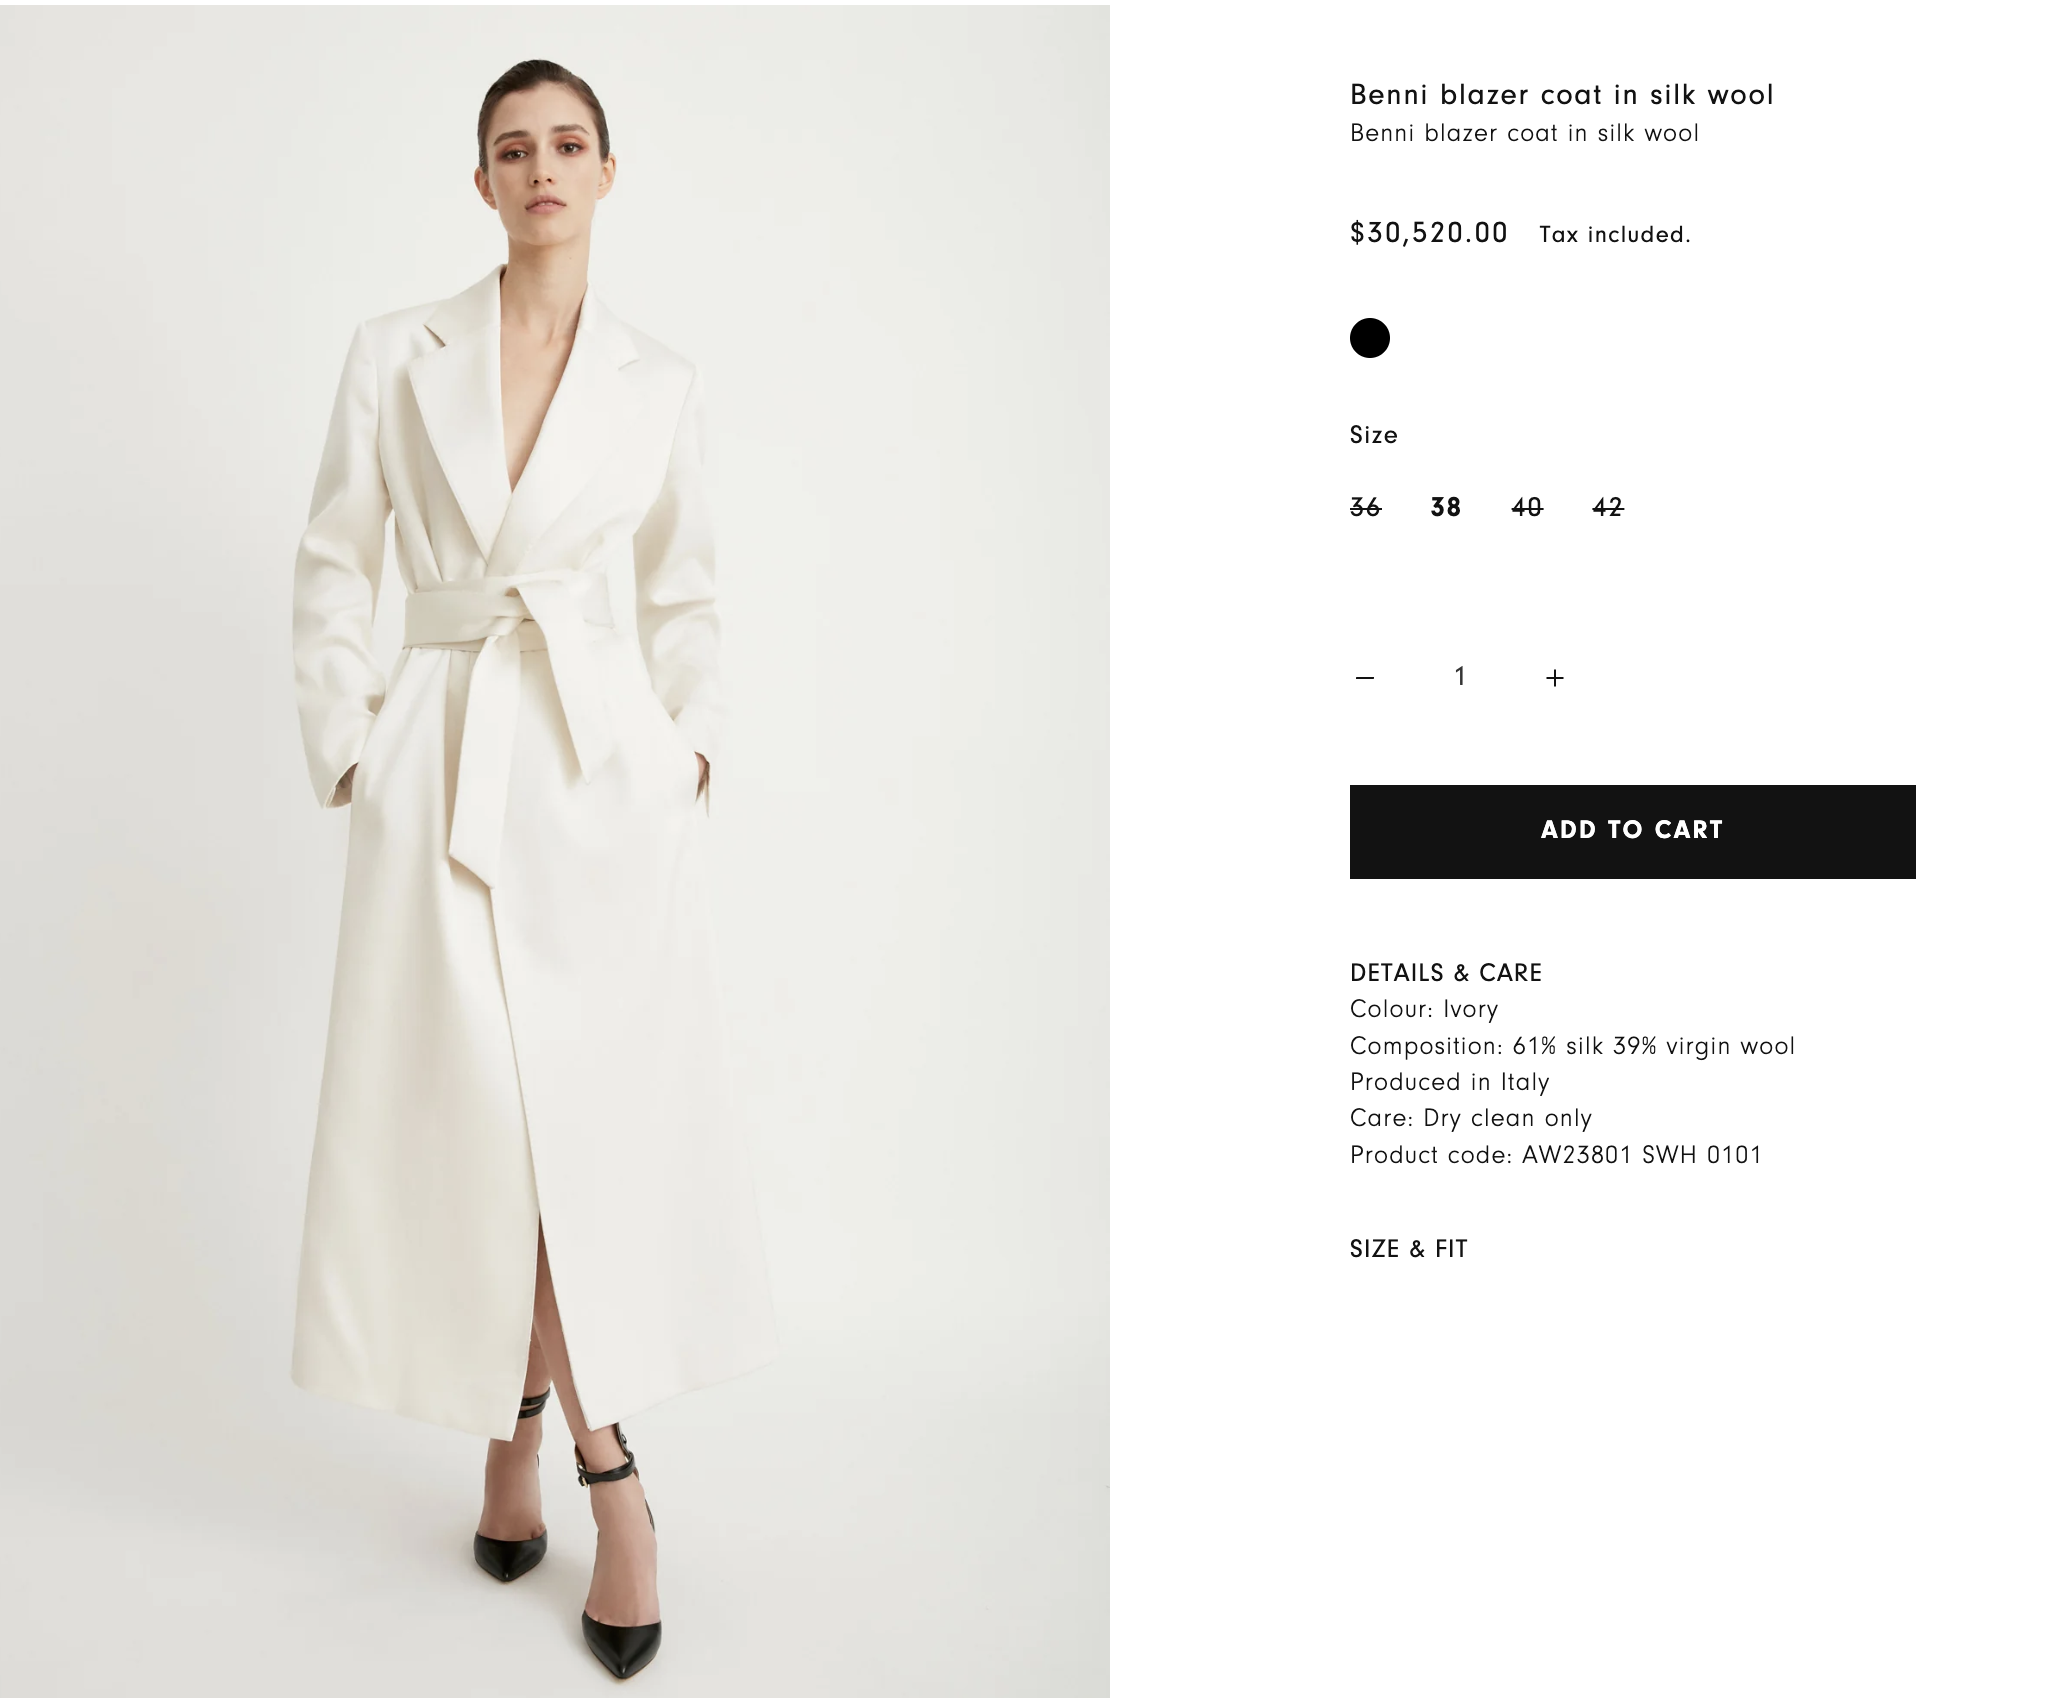 Benni blazer coat in silk wool
Benni blazer coat in silk wool
$30,520.00 Tax included.
Size
36 38 40 42
− 1 +
ADD TO CART
DETAILS & CARE
Colour: Ivory
Composition: 61% silk 39% virgin wool
Produced in Italy
Care: Dry clean only
Product code: AW23801 SWH 0101
SIZE & FIT